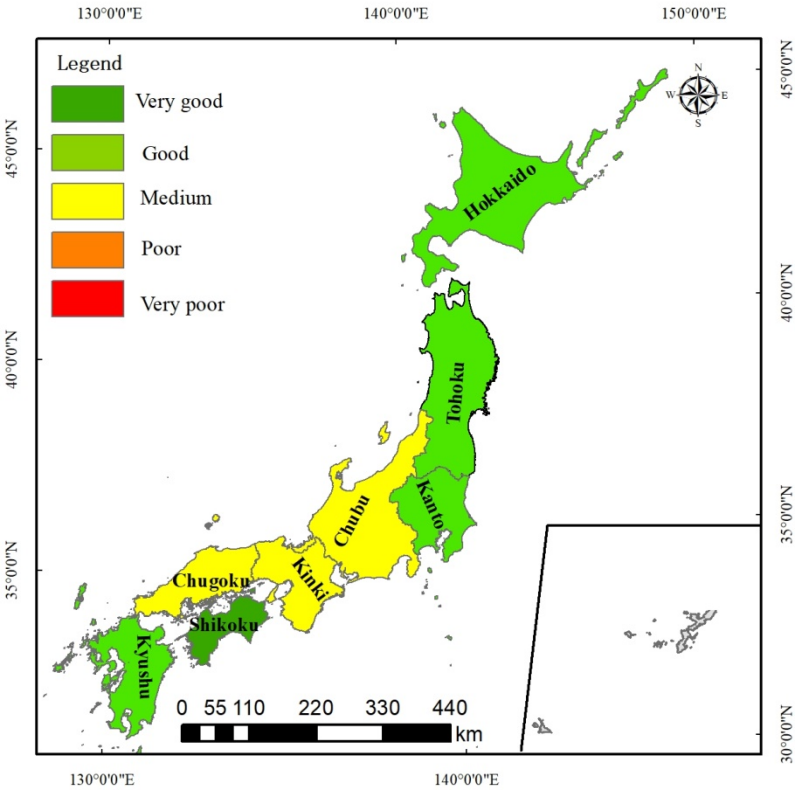 130°0'0"E 140°0'0"E 150°0'0"E
Legend
Very good
Good
Medium
Poor
Very poor
N
W E
S
45°0'0"N
45°0'0"N
Hokkaido
40°0'0"N
40°0'0"N
Tohoku
Kanto
Chubu
35°0'0"N
35°0'0"N
Kinki
Chugoku
Shikoku
Kyushu
0 55 110 220 330 440
km
30°0'0"N
130°0'0"E 140°0'0"E